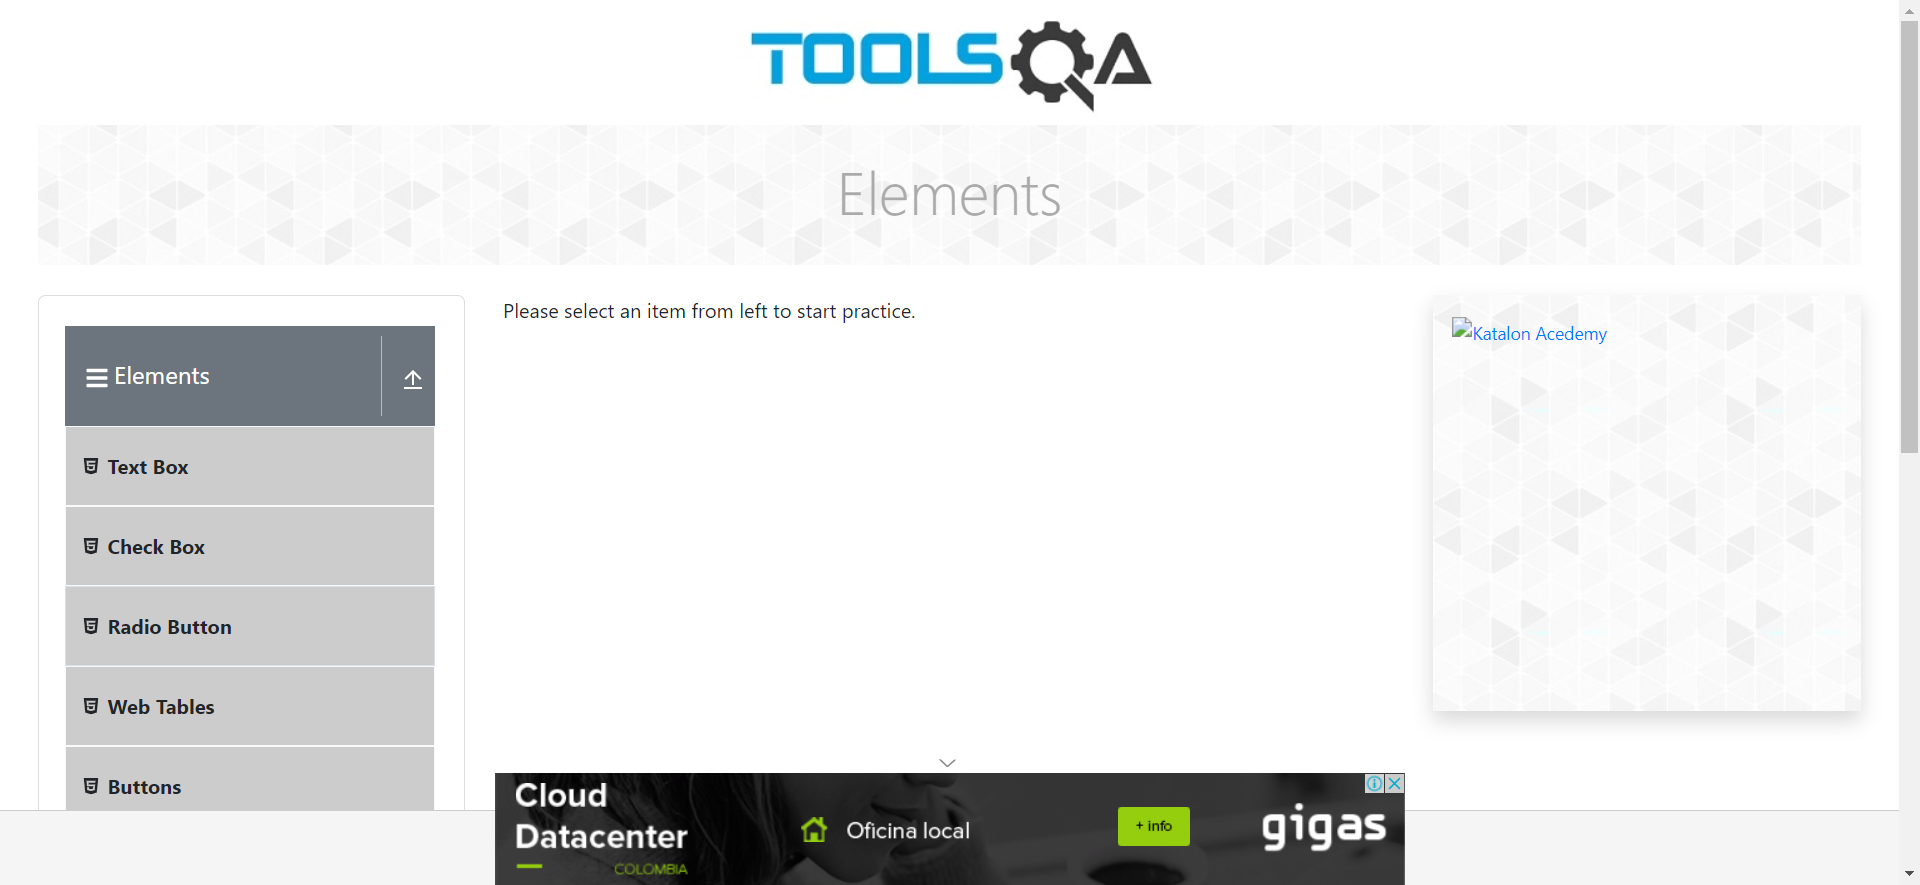 TOOLSQA
Elements
Elements
Text Box
Check Box
Radio Button
Web Tables
Buttons
Please select an item from left to start practice.
Katalon Acedemy
Cloud
Datacenter
COLOMBIA
Oficina local
+ info
gigas